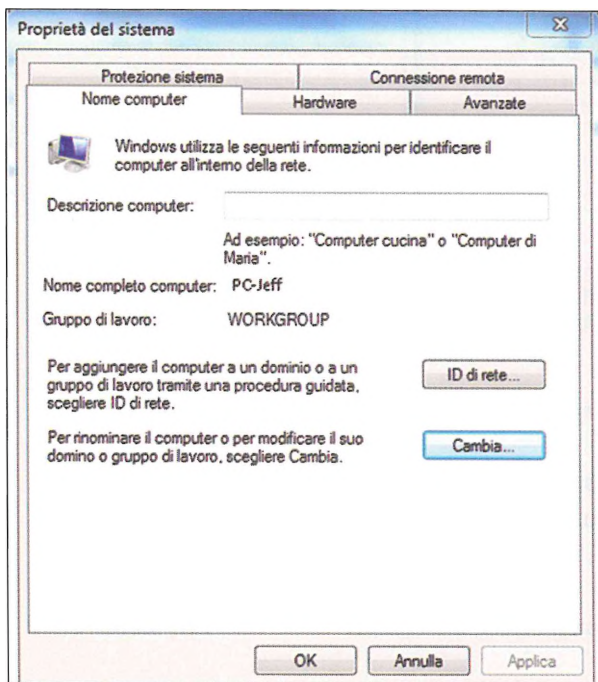 Proprietà del sistema
Protezione sistema
Connessione remota
Nome computer
Hardware
Avanzate
Windows utilizza le seguenti informazioni per identificare il
computer all'interno della rete.
Descrizione computer:
Ad esempio: "Computer cucina" o "Computer di
Maria".
Nome completo computer: PC-Jeff
Gruppo di lavoro: WORKGROUP
Per aggiungere il computer a un dominio o a un
gruppo di lavoro tramite una procedura guidata,
scegliere ID di rete.
ID di rete...
Per rinominare il computer o per modificare il suo
domino o gruppo di lavoro, scegliere Cambia.
Cambia...
OK
Annulla
Applica